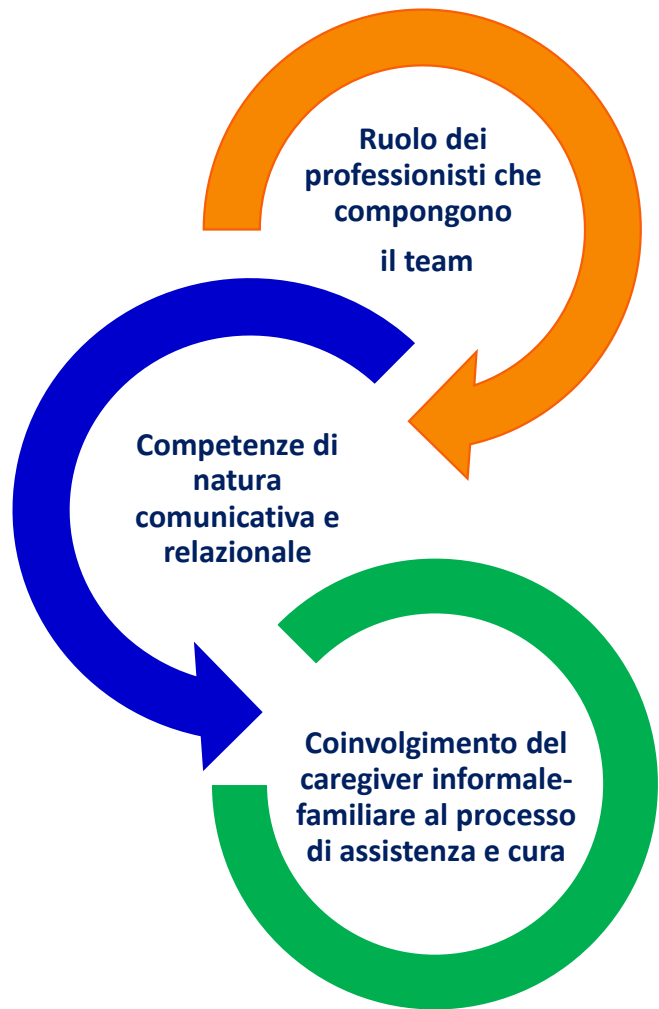 Ruolo dei
professionisti che
compongono
il team
Competenze di
natura
comunicativa e
relazionale
Coinvolgimento del
caregiver informale-
familiare al processo
di assistenza e cura